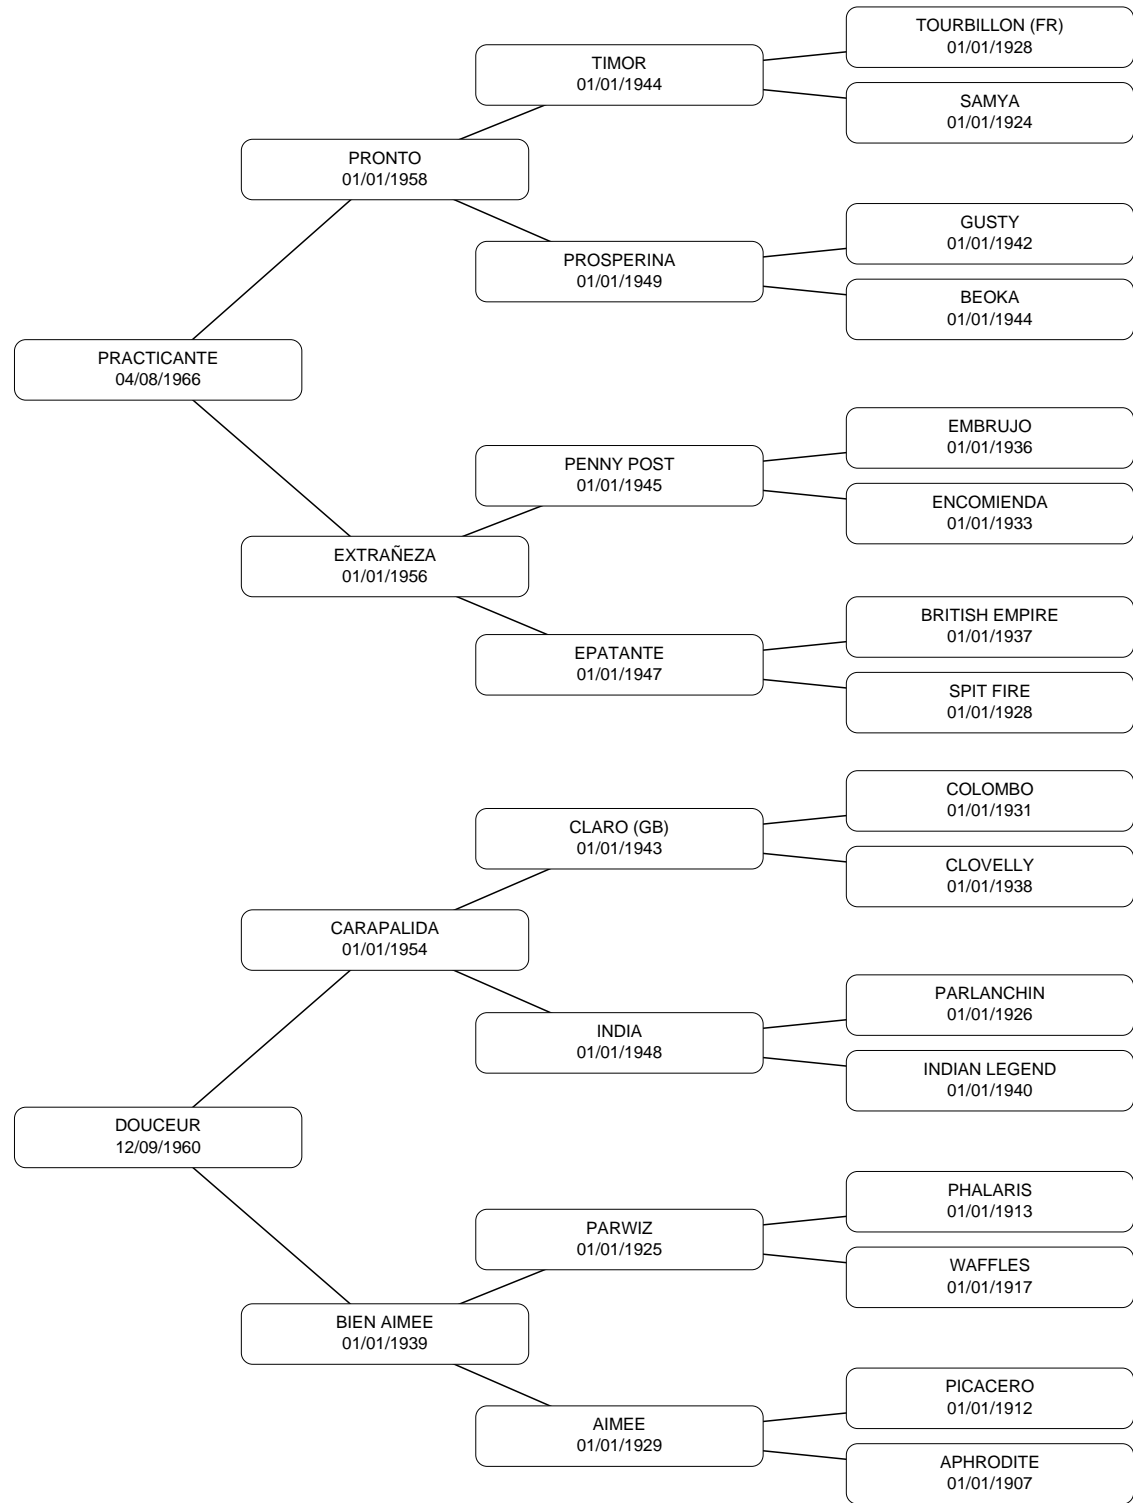 TOURBILLON (FR)
01/01/1928
TIMOR
01/01/1944
SAMYA
01/01/1924
PRONTO
01/01/1958
GUSTY
01/01/1942
PROSPERINA
01/01/1949
BEOKA
01/01/1944
PRACTICANTE
04/08/1966
EMBRUJO
01/01/1936
PENNY POST
01/01/1945
ENCOMIENDA
01/01/1933
EXTRAÑEZA
01/01/1956
BRITISH EMPIRE
01/01/1937
EPATANTE
01/01/1947
SPIT FIRE
01/01/1928
COLOMBO
01/01/1931
CLARO (GB)
01/01/1943
CLOVELLY
01/01/1938
CARAPALIDA
01/01/1954
PARLANCHIN
01/01/1926
INDIA
01/01/1948
INDIAN LEGEND
01/01/1940
DOUCEUR
12/09/1960
PHALARIS
01/01/1913
PARWIZ
01/01/1925
WAFFLES
01/01/1917
BIEN AIMEE
01/01/1939
PICACERO
01/01/1912
AIMEE
01/01/1929
APHRODITE
01/01/1907